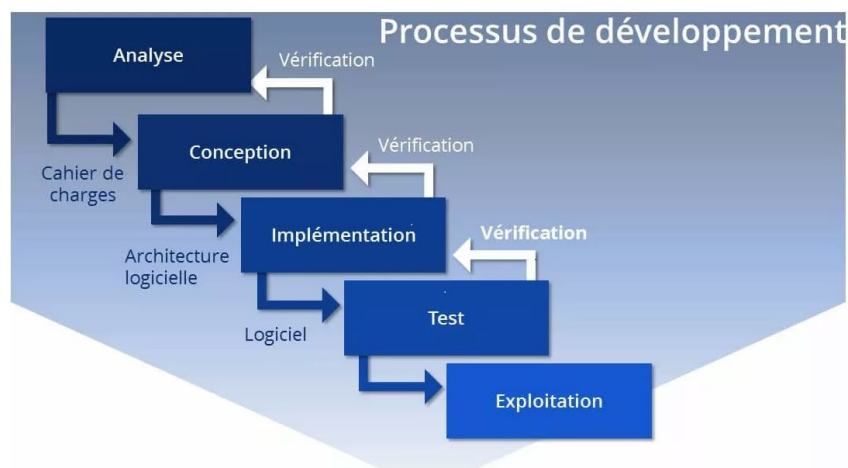 Processus de développement
Analyse
Vérification
Cahier de
charges
Conception
Vérification
Architecture
logicielle
Implémentation
Vérification
Logiciel
Test
Exploitation